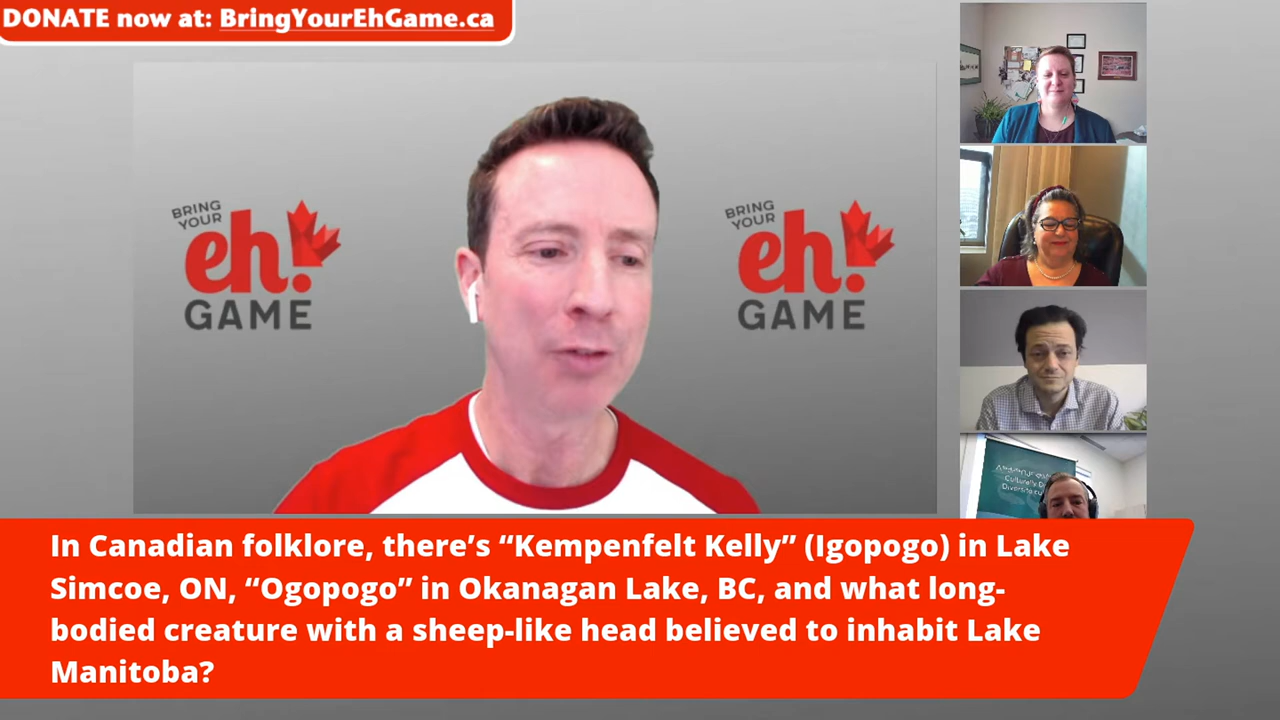 DONATE now at: BringYourEhGame.ca
BRING
YOUR
eh!
GAME
BRING
YOUR
eh!
GAME
Culturally
In Canadian folklore, there’s “Kempenfelt Kelly” (Igopogo) in Lake
Simcoe, ON, “Ogopogo” in Okanagan Lake, BC, and what long-
bodied creature with a sheep-like head believed to inhabit Lake
Manitoba?